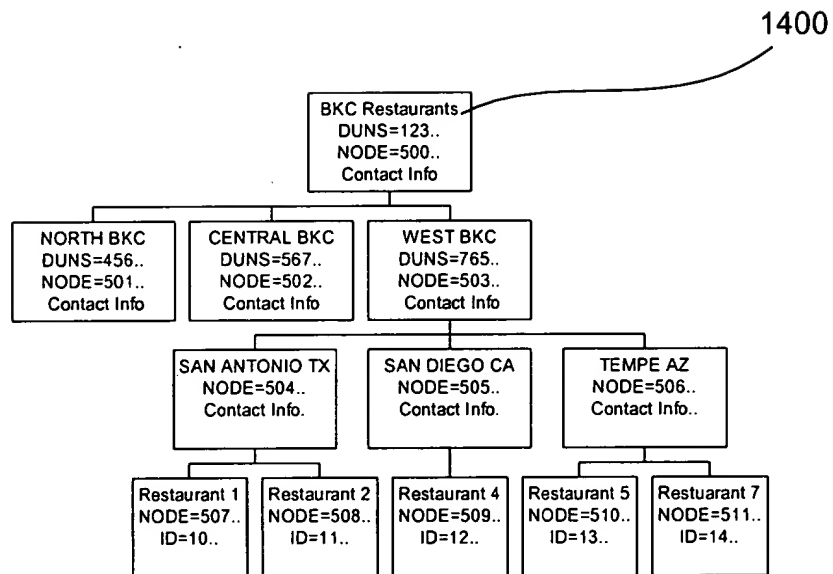 1400
BKC Restaurants
DUNS=123..
NODE=500..
Contact Info
NORTH BKC
DUNS=456..
NODE=501..
Contact Info
CENTRAL BKC
DUNS=567..
NODE=502..
Contact Info
WEST BKC
DUNS=765..
NODE=503..
Contact Info
SAN ANTONIO TX
NODE=504..
Contact Info.
SAN DIEGO CA
NODE=505..
Contact Info.
TEMPE AZ
NODE=506..
Contact Info..
Restaurant 1
NODE=507..
ID=10..
Restaurant 2
NODE=508..
ID=11..
Restaurant 4
NODE=509..
ID=12..
Restaurant 5
NODE=510..
ID=13..
Restuarant 7
NODE=511..
ID=14..